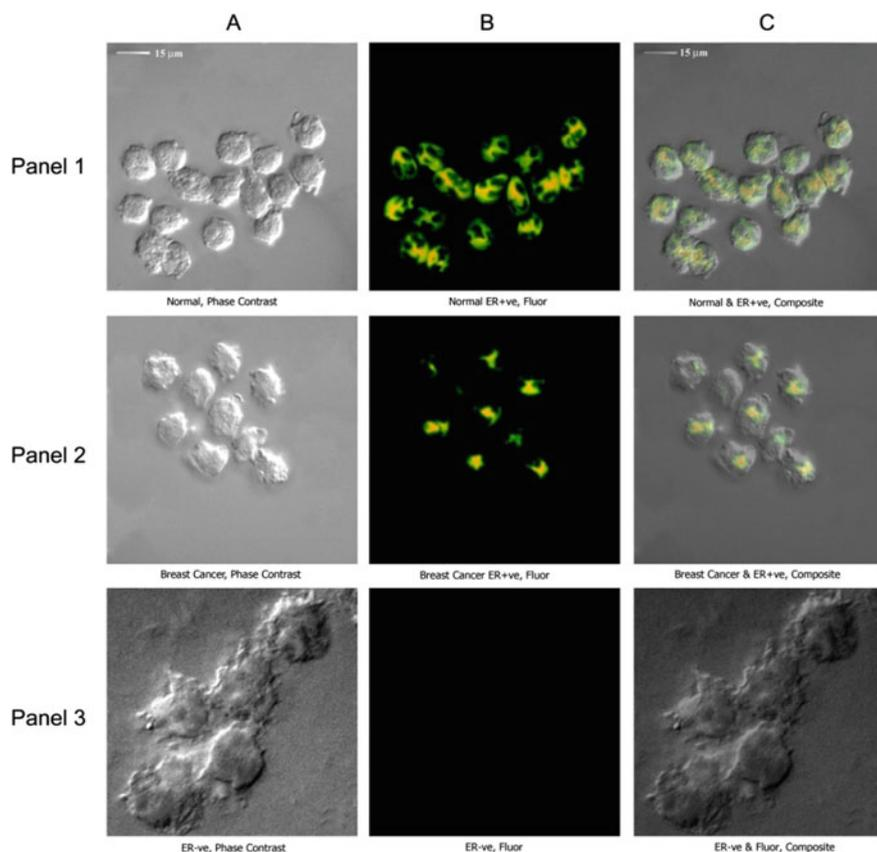 A B C
Panel 1
15 µm
15 µm
Normal, Phase Contrast
Normal ER+ve, Fluor
Normal & ER+ve, Composite
Panel 2
Breast Cancer, Phase Contrast
Breast Cancer ER+ve, Fluor
Breast Cancer & ER+ve, Composite
Panel 3
ER-ve, Phase Contrast
ER-ve, Fluor
ER-ve & Fluor, Composite